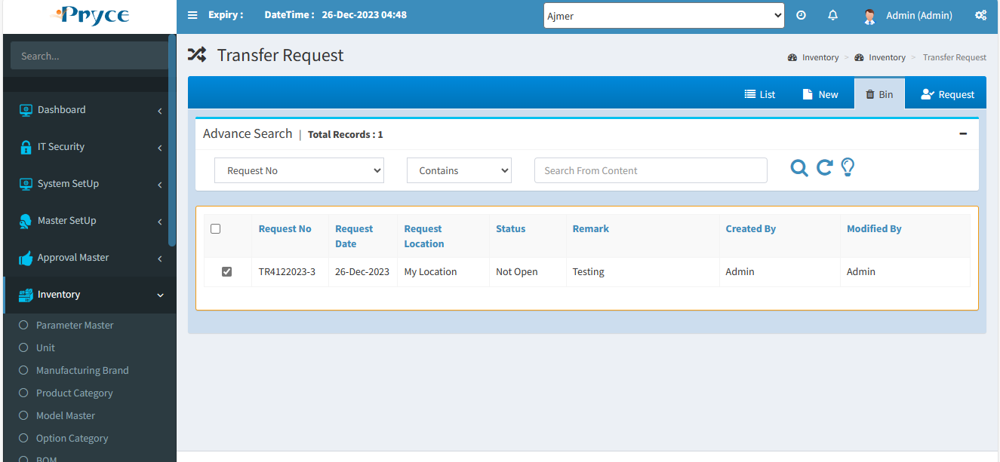 Pryce
Expiry : DateTime : 26-Dec-2023 04:48 Ajmer Admin (Admin)
Search...
Transfer Request
Inventory > Inventory > Transfer Request
List New Bin Request
Advance Search | Total Records : 1
Request No Contains Search From Content
Request No Request Date Request Location Status Remark Created By Modified By
TR4122023-3 26-Dec-2023 My Location Not Open Testing Admin Admin
Dashboard
IT Security
System SetUp
Master SetUp
Approval Master
Inventory
Parameter Master
Unit
Manufacturing Brand
Product Category
Model Master
Option Category
BOM